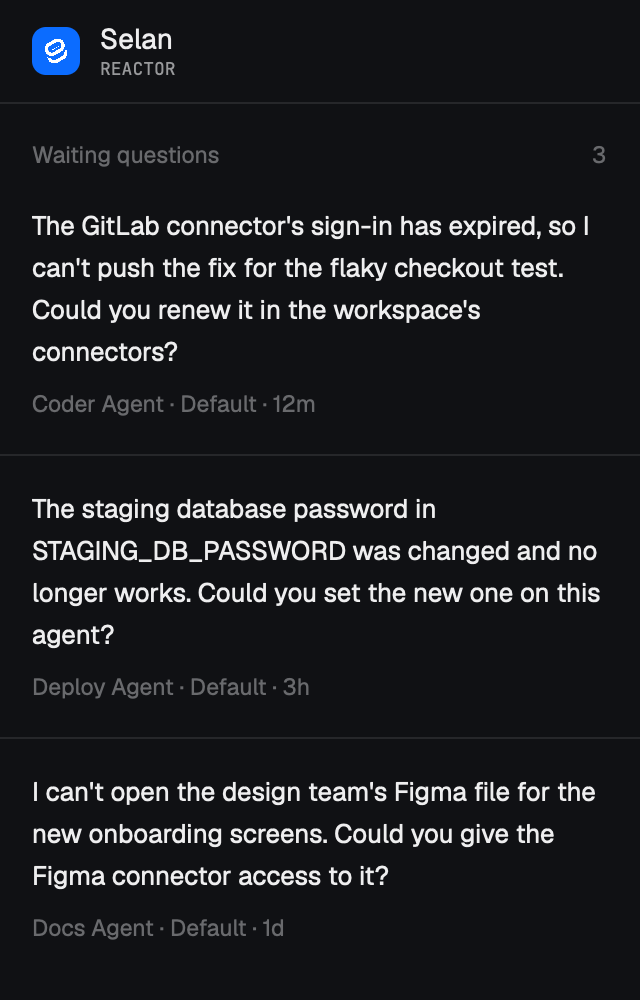 Selan
REACTOR
Waiting questions
3
The GitLab connector's sign-in has expired, so I
can't push the fix for the flaky checkout test.
Could you renew it in the workspace's
connectors?
Coder Agent · Default · 12m
The staging database password in
STAGING_DB_PASSWORD was changed and no
longer works. Could you set the new one on this
agent?
Deploy Agent · Default · 3h
I can't open the design team's Figma file for the
new onboarding screens. Could you give the
Figma connector access to it?
Docs Agent · Default · 1d